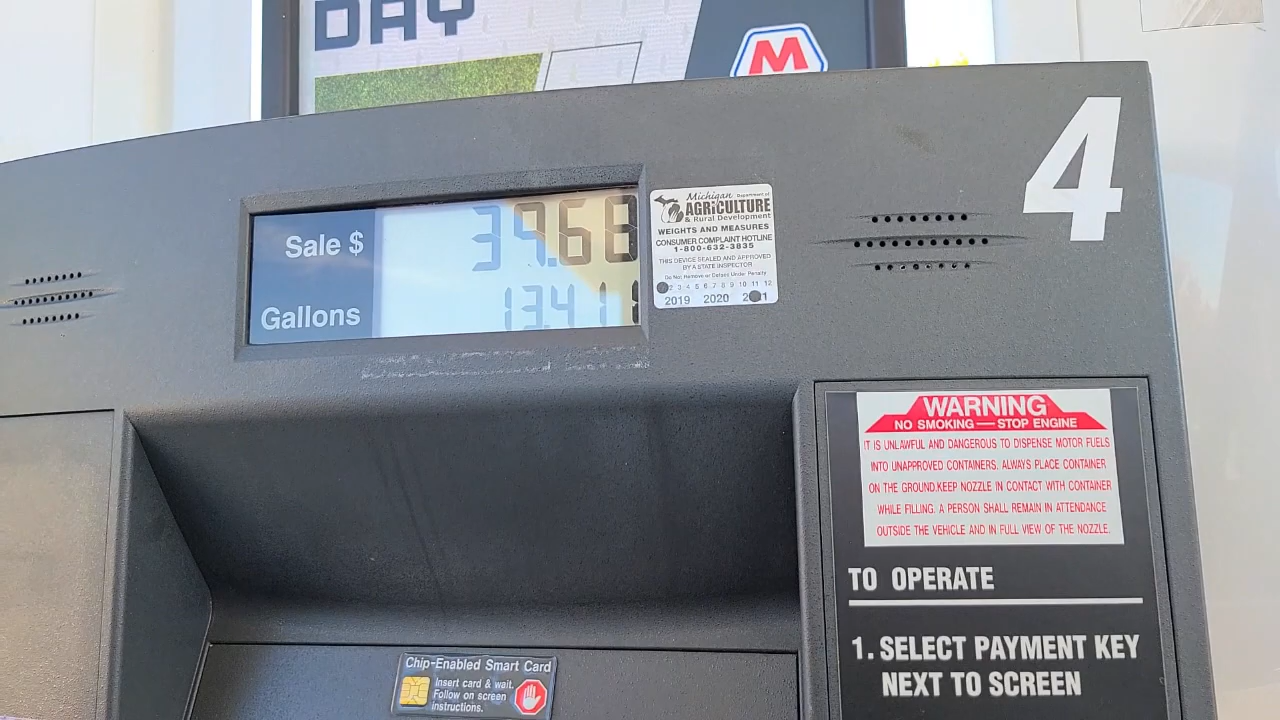 DAY
M
4
Sale $ 39.68
Gallons
Michigan Department of
AGRICULTURE
& Rural Development
WEIGHTS AND MEASURES
CONSUMER COMPLAINT HOTLINE
1-800-632-3835
THIS DEVICE SEALED AND APPROVED
BY A STATE INSPECTOR
Do Not Remove or Deface Under Penalty
2 3 4 5 6 7 8 9 10 11 12
2019 2020 2021
WARNING
NO SMOKING — STOP ENGINE
IT IS UNLAWFUL AND DANGEROUS TO DISPENSE MOTOR FUELS
INTO UNAPPROVED CONTAINERS. ALWAYS PLACE CONTAINER
ON THE GROUND.KEEP NOZZLE IN CONTACT WITH CONTAINER
WHILE FILLING. A PERSON SHALL REMAIN IN ATTENDANCE
OUTSIDE THE VEHICLE AND IN FULL VIEW OF THE NOZZLE.
TO OPERATE
1. SELECT PAYMENT KEY
NEXT TO SCREEN
Chip-Enabled Smart Card
Insert card & wait.
Follow on screen
instructions.